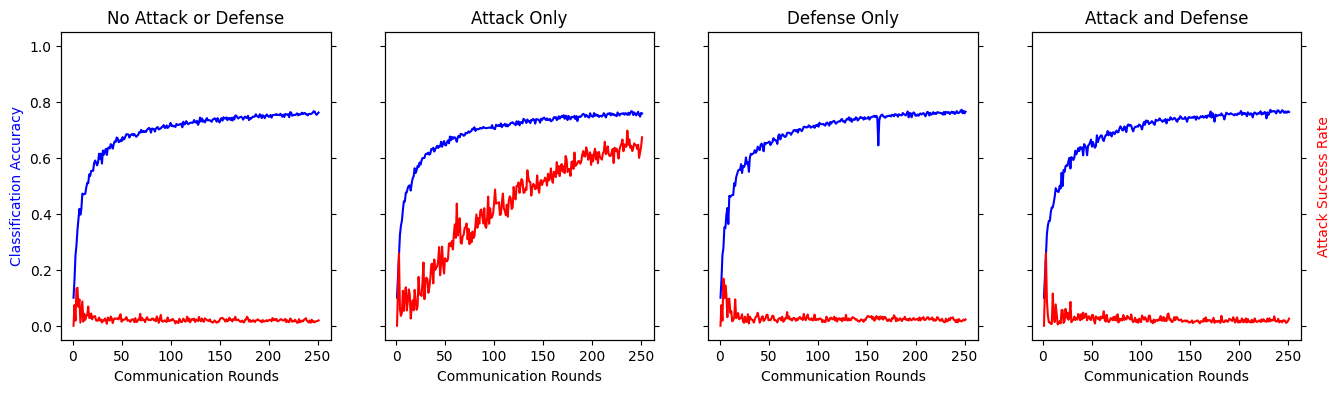 No Attack or Defense
Attack Only
Defense Only
Attack and Defense
Classification Accuracy
1.0
0.8
0.6
0.4
0.2
0.0
0 50 100 150 200 250
0 50 100 150 200 250
0 50 100 150 200 250
0 50 100 150 200 250
Communication Rounds
Communication Rounds
Communication Rounds
Communication Rounds
Attack Success Rate